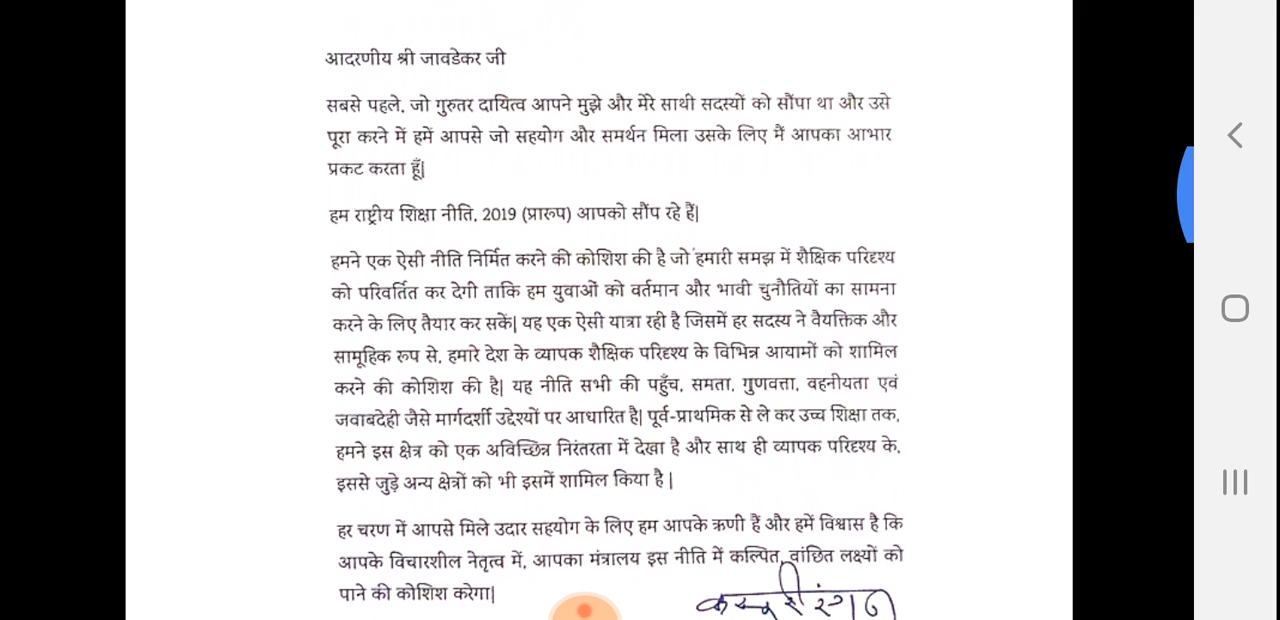 आदरणीय श्री जावडेकर जी
सबसे पहले, जो गुरुतर दायित्व आपने मुझे और मेरे साथी सदस्यों को सौंपा था और उसे
पूरा करने में हमें आपसे जो सहयोग और समर्थन मिला उसके लिए मैं आपका आभार
प्रकट करता हूँ|
हम राष्ट्रीय शिक्षा नीति, 2019 (प्रारूप) आपको सौंप रहे हैं|
हमने एक ऐसी नीति निर्मित करने की कोशिश की है जो हमारी समझ में शैक्षिक परिदृश्य
को परिवर्तित कर देगी ताकि हम युवाओं को वर्तमान और भावी चुनौतियों का सामना
करने के लिए तैयार कर सकें| यह एक ऐसी यात्रा रही है जिसमें हर सदस्य ने वैयक्तिक और
सामूहिक रूप से, हमारे देश के व्यापक शैक्षिक परिदृश्य के विभिन्न आयामों को शामिल
करने की कोशिश की है| यह नीति सभी की पहुँच, समता, गुणवत्ता, वहनीयता एवं
जवाबदेही जैसे मार्गदर्शी उद्देश्यों पर आधारित है| पूर्व-प्राथमिक से ले कर उच्च शिक्षा तक,
हमने इस क्षेत्र को एक अविच्छिन्न निरंतरता में देखा है और साथ ही व्यापक परिदृश्य के,
इससे जुड़े अन्य क्षेत्रों को भी इसमें शामिल किया है |
हर चरण में आपसे मिले उदार सहयोग के लिए हम आपके ऋणी हैं और हमें विश्वास है कि
आपके विचारशील नेतृत्व में, आपका मंत्रालय इस नीति में कल्पित, वांछित लक्ष्यों को
पाने की कोशिश करेगा|